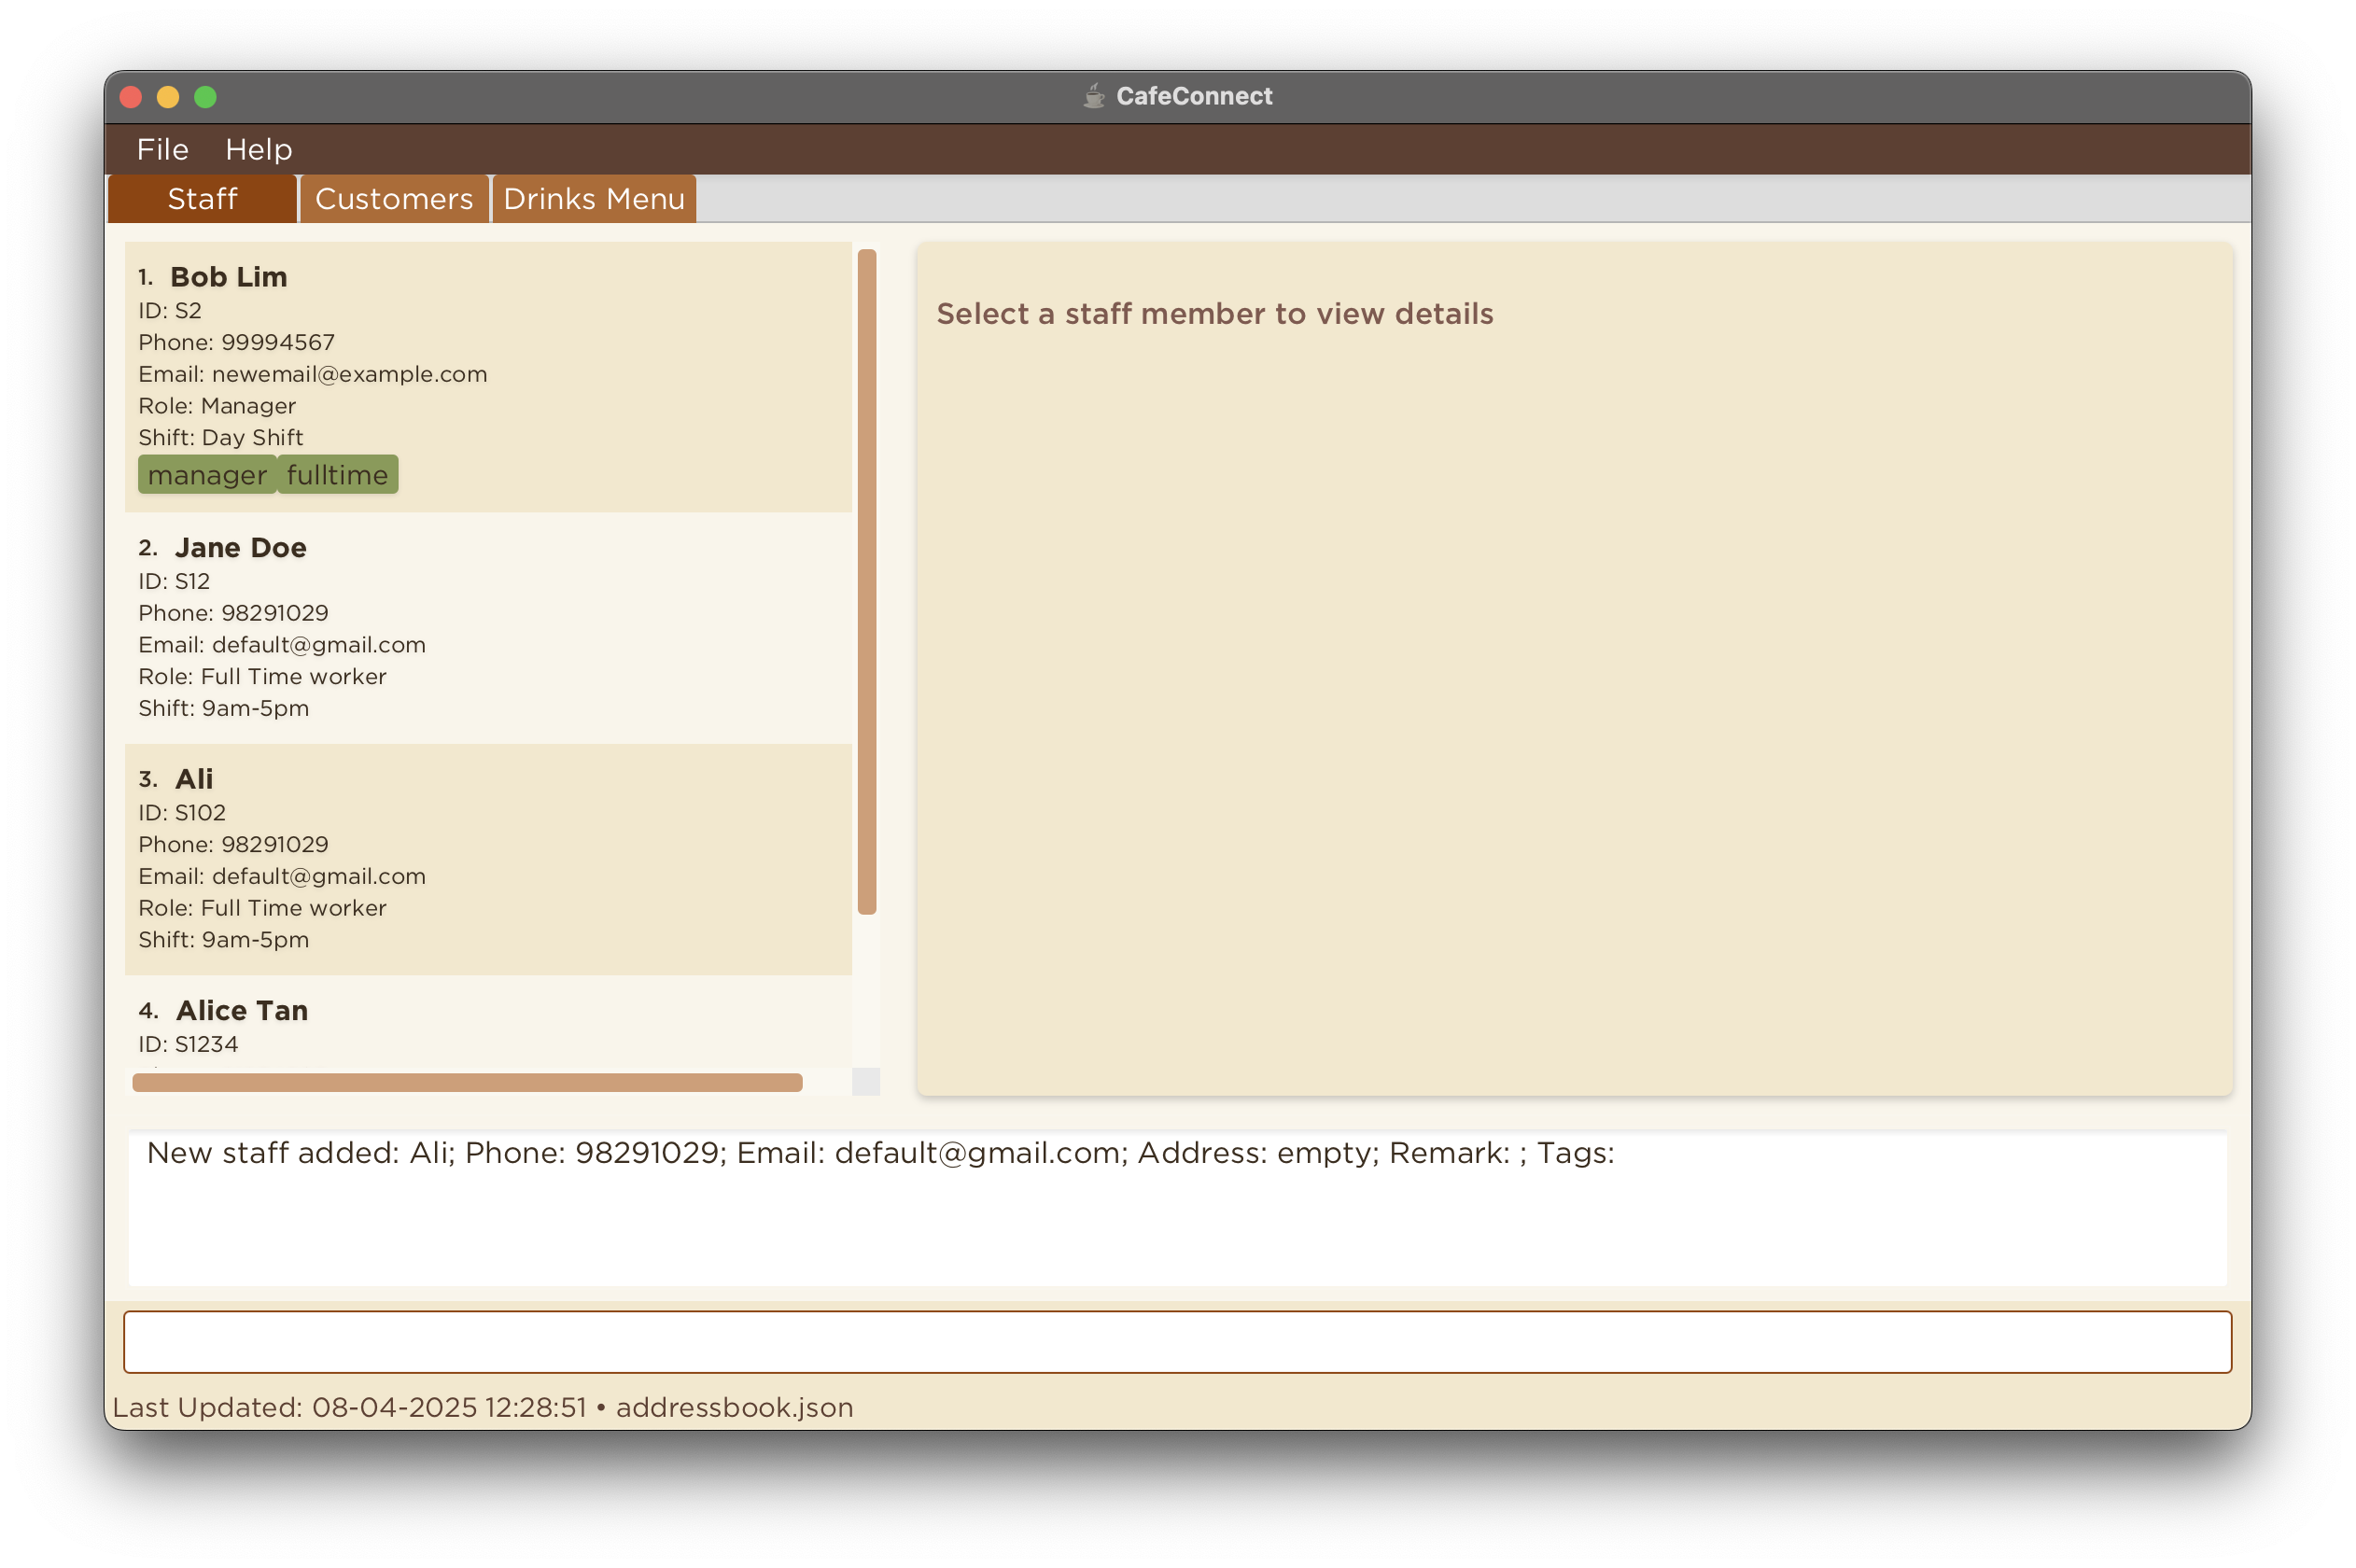 CafeConnect
File Help
Staff Customers Drinks Menu
1. Bob Lim
ID: S2
Phone: 99994567
Email: newemail@example.com
Role: Manager
Shift: Day Shift
manager fulltime
2. Jane Doe
ID: S12
Phone: 98291029
Email: default@gmail.com
Role: Full Time worker
Shift: 9am-5pm
3. Ali
ID: S102
Phone: 98291029
Email: default@gmail.com
Role: Full Time worker
Shift: 9am-5pm
4. Alice Tan
ID: S1234
Select a staff member to view details
New staff added: Ali; Phone: 98291029; Email: default@gmail.com; Address: empty; Remark: ; Tags:
Last Updated: 08-04-2025 12:28:51 • addressbook.json